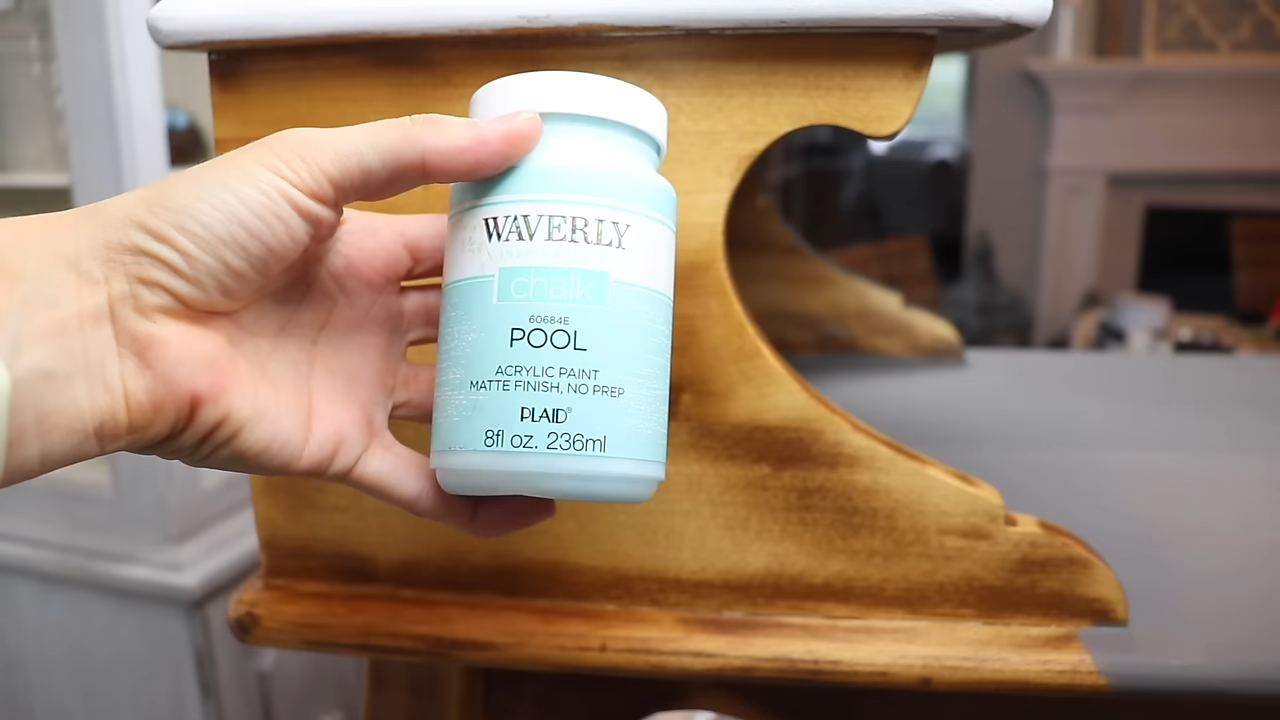 WAVERLY
chalk
60684E
POOL
ACRYLIC PAINT
MATTE FINISH, NO PREP
PLAID®
8fl oz. 236ml